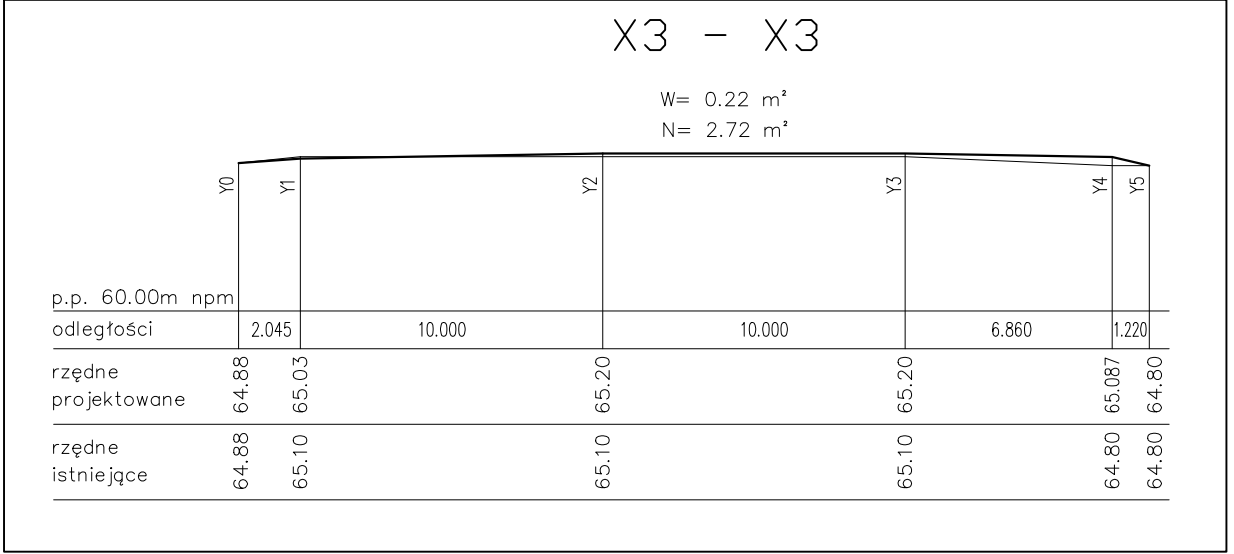 X3 - X3
W= 0.22 m²
N= 2.72 m²
Y0 Y1 Y2 Y3 Y4 Y5
p.p. 60.00m npm
odległości 2.045 10.000 10.000 6.860 1.220
rzędne
projektowane 64.88 65.03 65.20 65.20 65.087 64.80
rzędne
istniejące 64.88 65.10 65.10 65.10 64.80 64.80